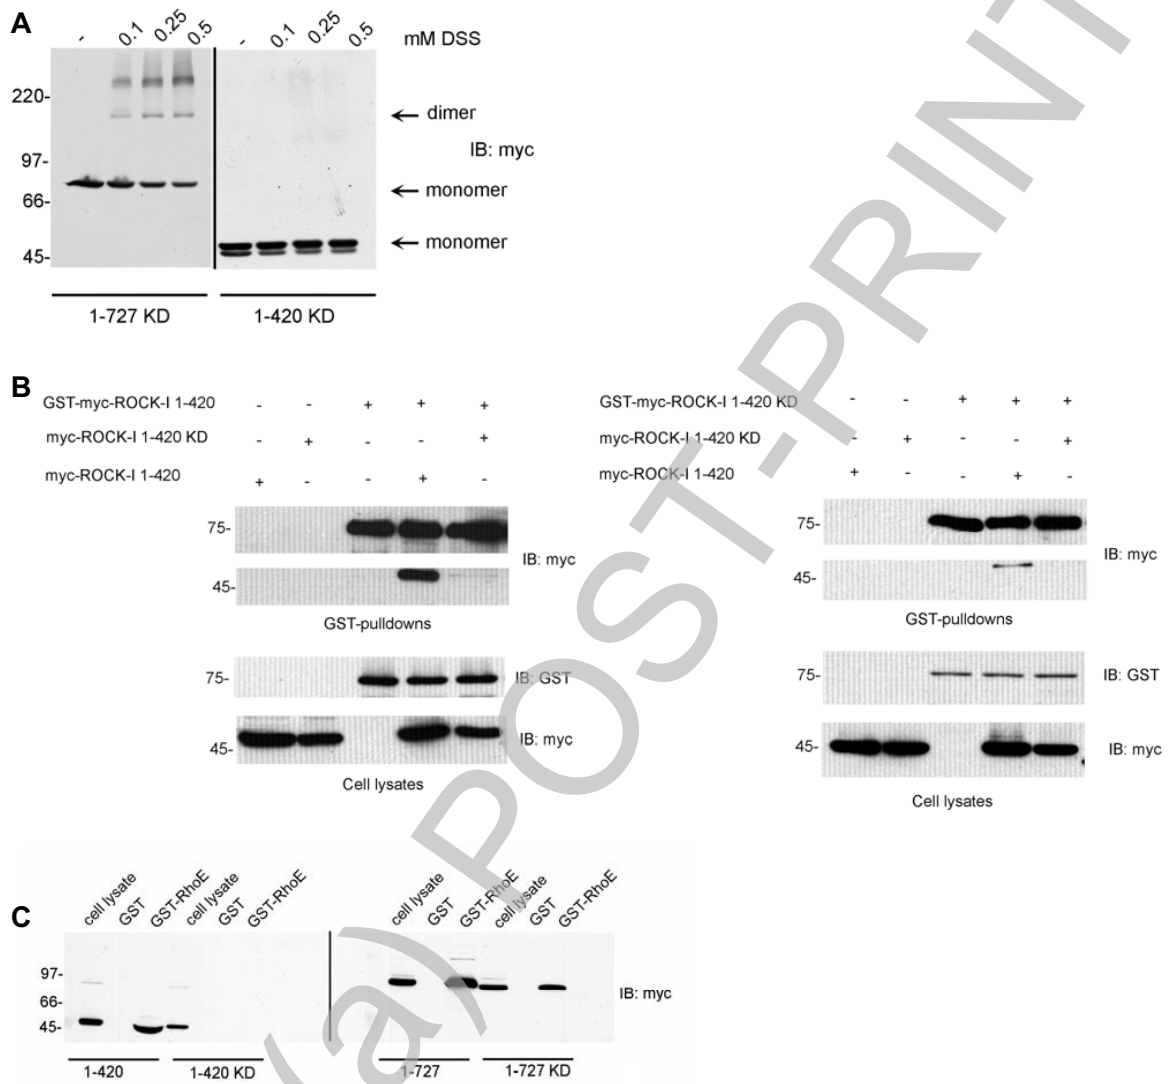 A
- 0.1 0.25 0.5 - 0.1 0.25 0.5 mM DSS
220-
dimer
IB: myc
97-
monomer
66-
monomer
45-
1-727 KD 1-420 KD
B
GST-myc-ROCK-I 1-420 - - + + +
myc-ROCK-I 1-420 KD - + - - +
myc-ROCK-I 1-420 + - - + -
75-
IB: myc
45-
GST-pulldowns
75- IB: GST
45- IB: myc
Cell lysates
GST-myc-ROCK-I 1-420 KD - - + + +
myc-ROCK-I 1-420 KD - + - - +
myc-ROCK-I 1-420 + - - + -
75-
IB: myc
45-
GST-pulldowns
75- IB: GST
45- IB: myc
Cell lysates
C
cell lysate GST GST-RhoE cell lysate GST GST-RhoE cell lysate GST GST-RhoE cell lysate GST GST-RhoE
97-
66- IB: myc
45-
1-420 1-420 KD 1-727 1-727 KD
(a) POST-PRINT